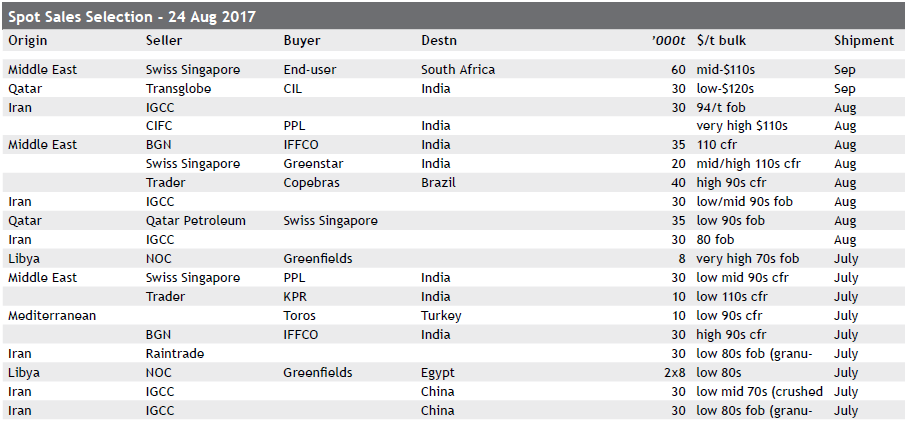 Spot Sales Selection - 24 Aug 2017
Origin Seller Buyer Destn '000t $/t bulk Shipment
Middle East Swiss Singapore End-user South Africa 60 mid-$110s Sep
Qatar Transglobe CIL India 30 low-$120s Sep
Iran IGCC 30 94/t fob Aug
CIFC PPL India very high $110s Aug
Middle East BGN IFFCO India 35 110 cfr Aug
Swiss Singapore Greenstar India 20 mid/high 110s cfr Aug
Trader Copebras Brazil 40 high 90s cfr Aug
Iran IGCC 30 low/mid 90s fob Aug
Qatar Qatar Petroleum Swiss Singapore 35 low 90s fob Aug
Iran IGCC 30 80 fob Aug
Libya NOC Greenfields 8 very high 70s fob July
Middle East Swiss Singapore PPL India 30 low mid 90s cfr July
Trader KPR India 10 low 110s cfr July
Mediterranean Toros Turkey 10 low 90s cfr July
BGN IFFCO India 30 high 90s cfr July
Iran Raintrade 30 low 80s fob (granu- July
Libya NOC Greenfields Egypt 2x8 low 80s July
Iran IGCC China 30 low mid 70s (crushed July
Iran IGCC China 30 low 80s fob (granu- July